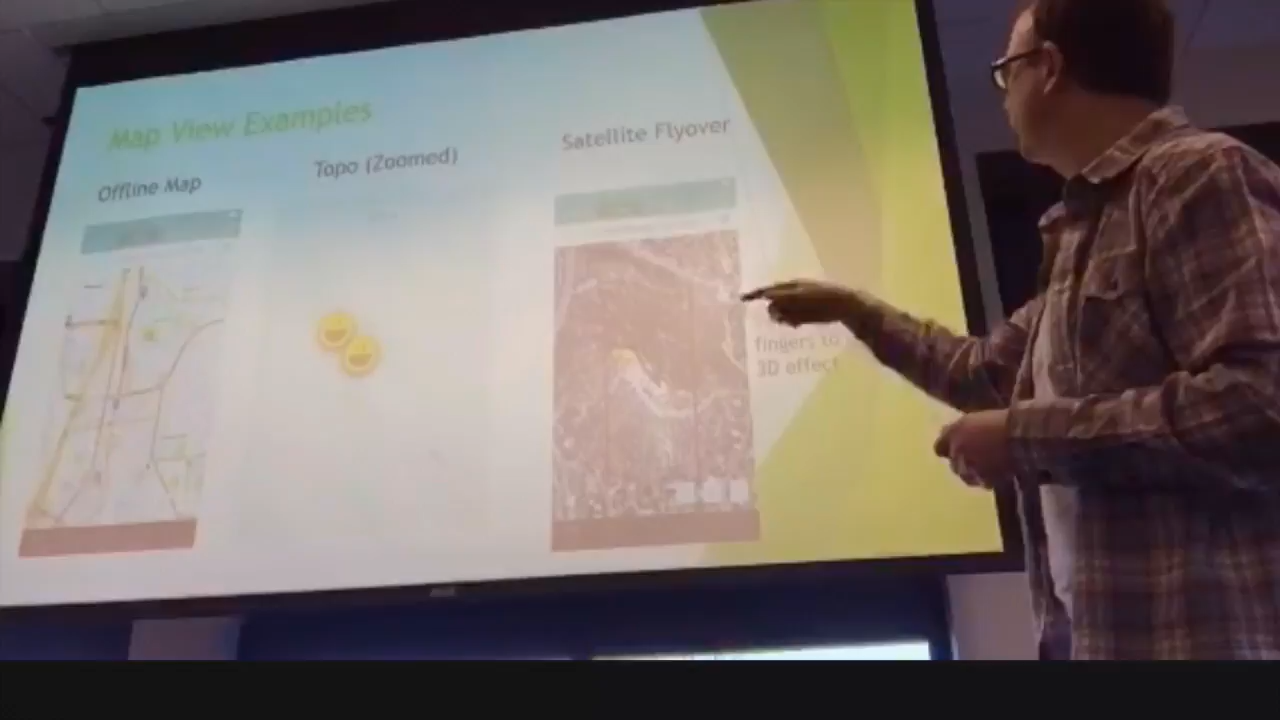 Map View Examples
Offline Map
Topo (Zoomed)
Satellite Flyover
fingers to
3D effect